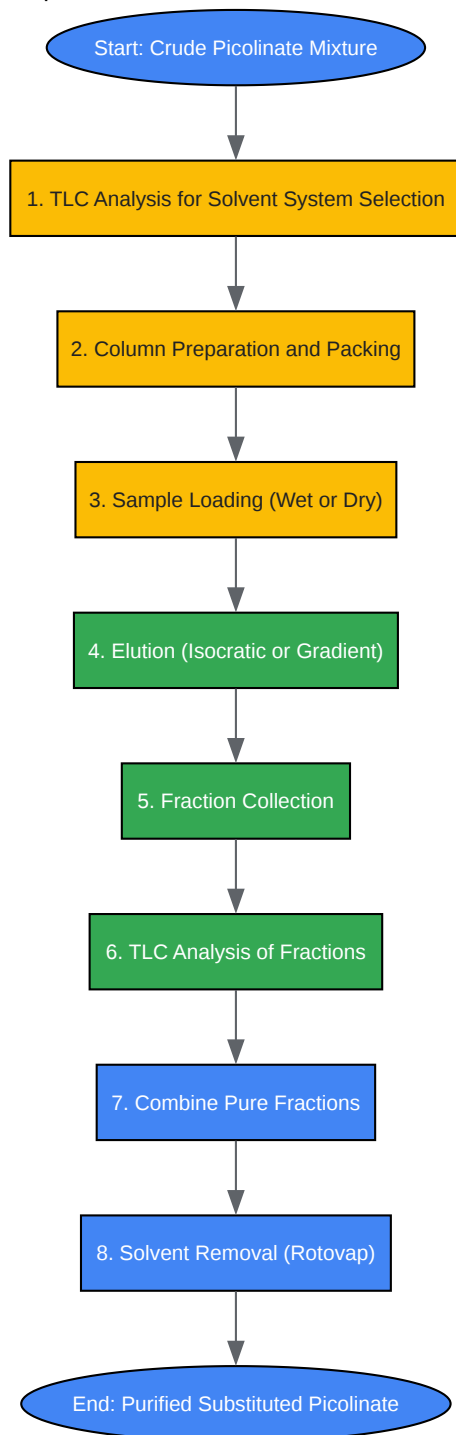 Start: Crude Picolinate Mixture
1. TLC Analysis for Solvent System Selection
2. Column Preparation and Packing
3. Sample Loading (Wet or Dry)
4. Elution (Isocratic or Gradient)
5. Fraction Collection
6. TLC Analysis of Fractions
7. Combine Pure Fractions
8. Solvent Removal (Rotovap)
End: Purified Substituted Picolinate